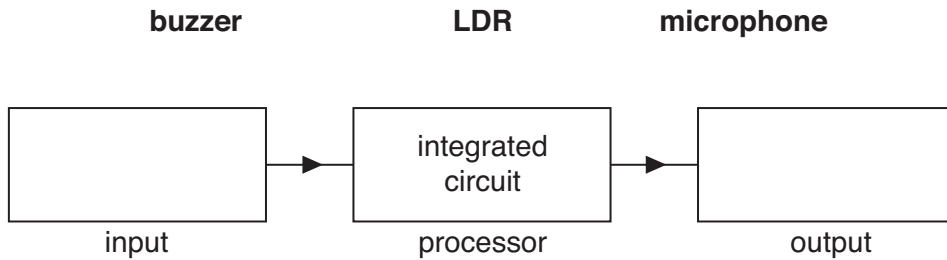 buzzer LDR microphone
integrated
circuit
input processor output